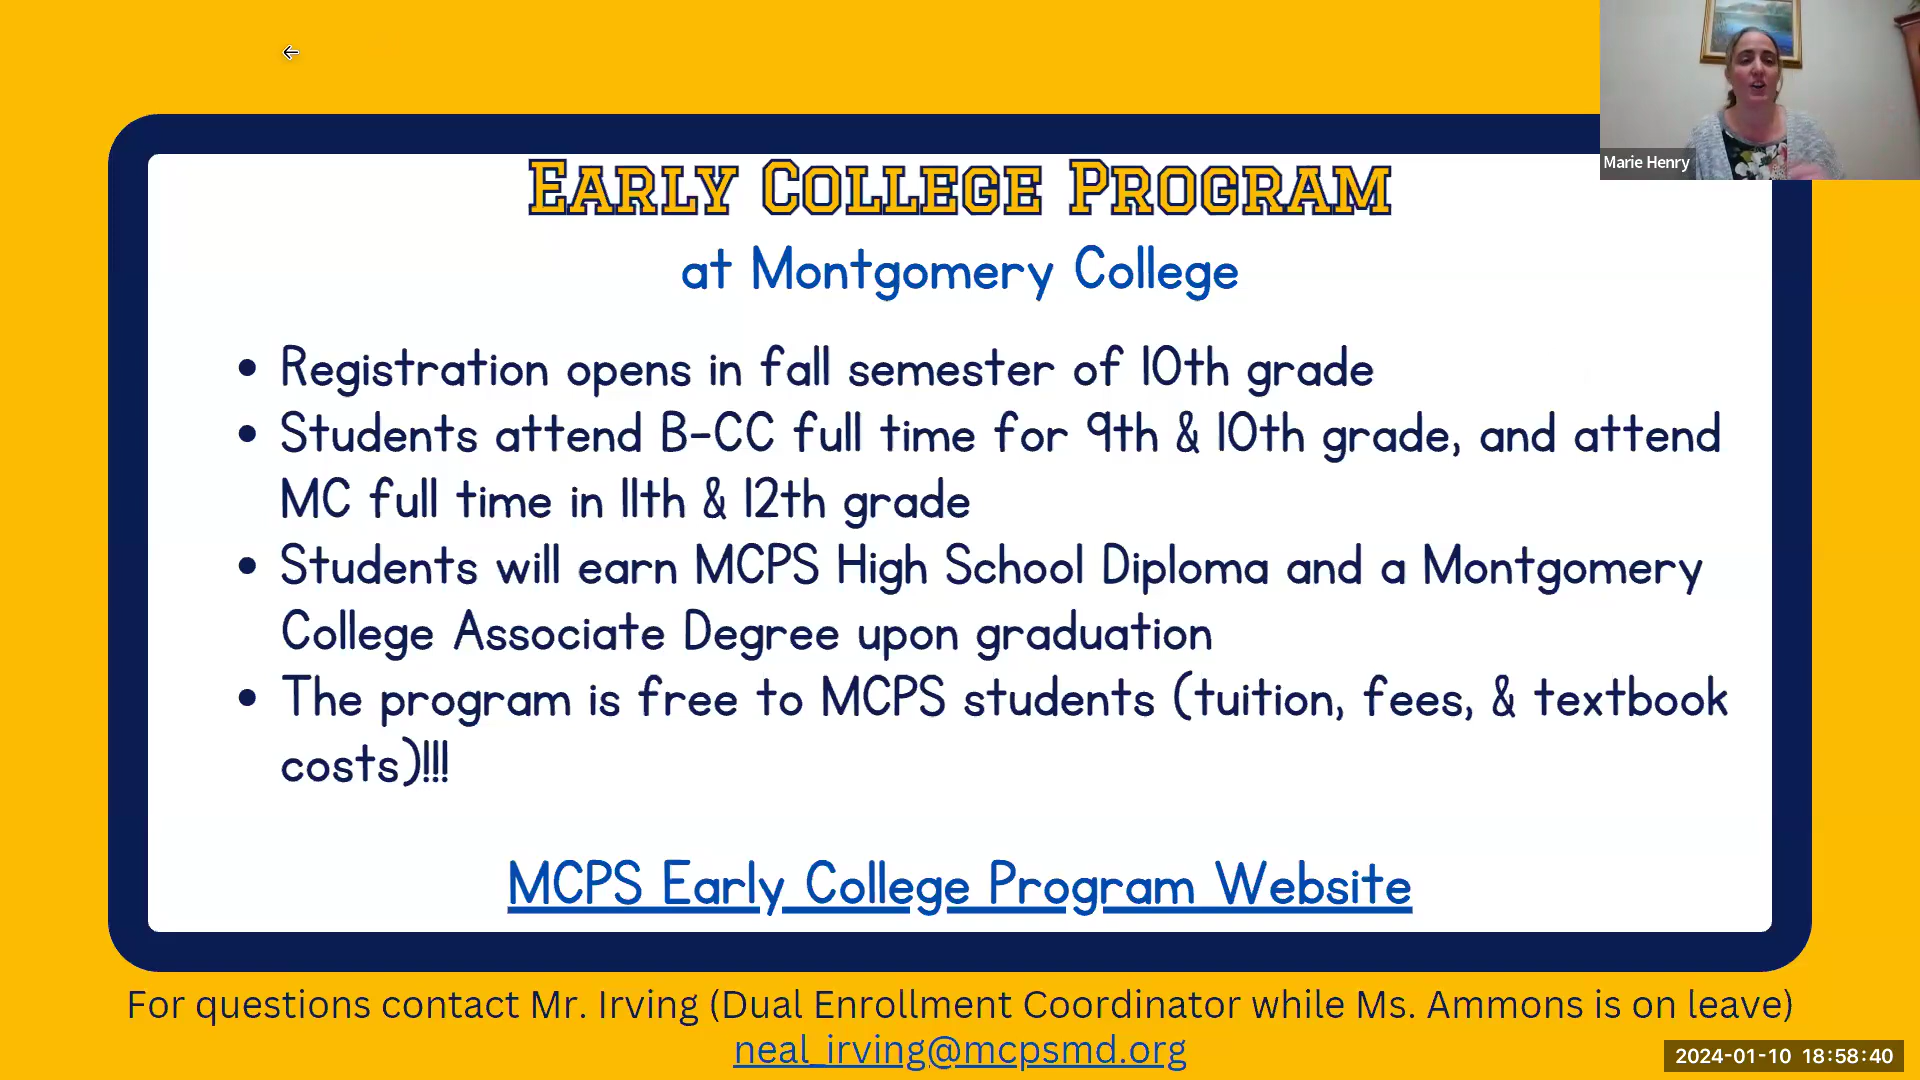 Marie Henry
Early College Program
at Montgomery College
• Registration opens in fall semester of 10th grade
• Students attend B-CC full time for 9th & 10th grade, and attend
MC full time in 11th & 12th grade
• Students will earn MCPS High School Diploma and a Montgomery
College Associate Degree upon graduation
• The program is free to MCPS students (tuition, fees, & textbook
costs)!!!
MCPS Early College Program Website
For questions contact Mr. Irving (Dual Enrollment Coordinator while Ms. Ammons is on leave)
neal_irving@mcpsmd.org
2024-01-10 18:58:40